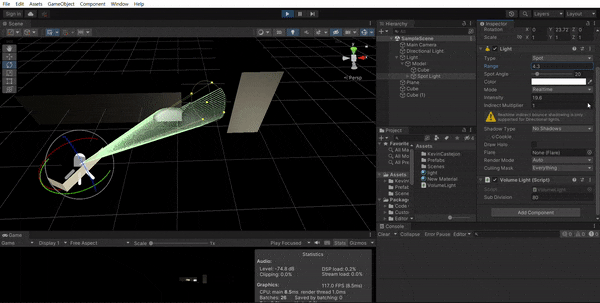 File Edit Assets GameObject Component Window Help
Sign in
Layers
Layout
Scene
Hierarchy
Inspector
All
SampleScene
Main Camera
Directional Light
Light
Model
Cube
Spot Light
Plane
Cube
Cube (1)
Rotation X 0 Y 23.72 Z 0
Scale X 1 Y 1 Z 1
Light
Type Spot
Range 4.3
Spot Angle 20
Color
Mode Realtime
Intensity 19.6
Indirect Multiplier 1
Realtime indirect bounce shadowing is only
supported for Directional lights.
Shadow Type No Shadows
Cookie
Draw Halo
Flare None (Flare)
Render Mode Auto
Culling Mask Everything
Volume Light (Script)
Script VolumeLight
Sub Division 80
Add Component
Project
Favorites
All Mo
Assets
Packages
Assets
KevinCastejon
Prefabs
Scenes
light
New Material
VolumeLight
Console
Clear Collapse Error Pause Editor
0 0 0
Game
Game Display 1 Free Aspect Scale 1x Play Focused Stats Gizmos
Statistics
Audio:
Level: -74.8 dB DSP load: 0.2%
Clipping: 0.0% Stream load: 0.0%
Graphics: 117.0 FPS (8.5ms)
CPU: main 8.5ms render thread 1.0ms
Batches: 26 Saved by batching: 0